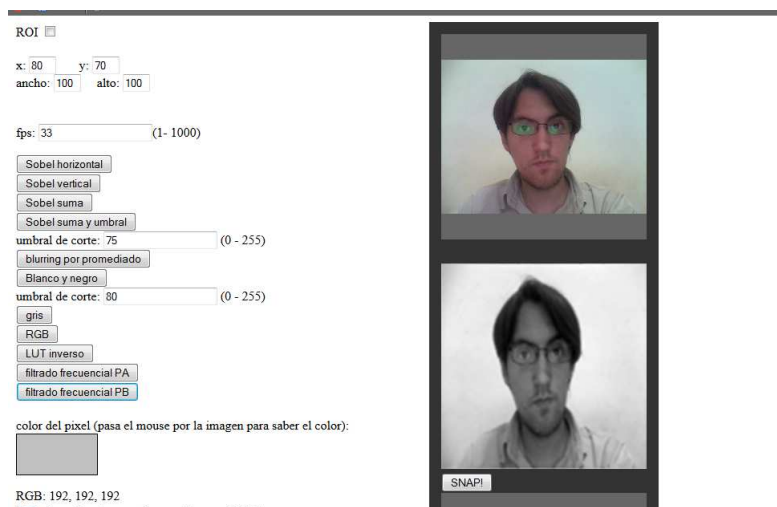 ROI
x: 80 y: 70
ancho: 100 alto: 100
fps: 33 (1- 1000)
Sobel horizontal
Sobel vertical
Sobel suma
Sobel suma y umbral
umbral de corte: 75 (0 - 255)
blurring por promediado
Blanco y negro
umbral de corte: 80 (0 - 255)
gris
RGB
LUT inverso
filtrado frecuencial PA
filtrado frecuencial PB
color del pixel (pasa el mouse por la imagen para saber el color):
RGB: 192, 192, 192
SNAP!